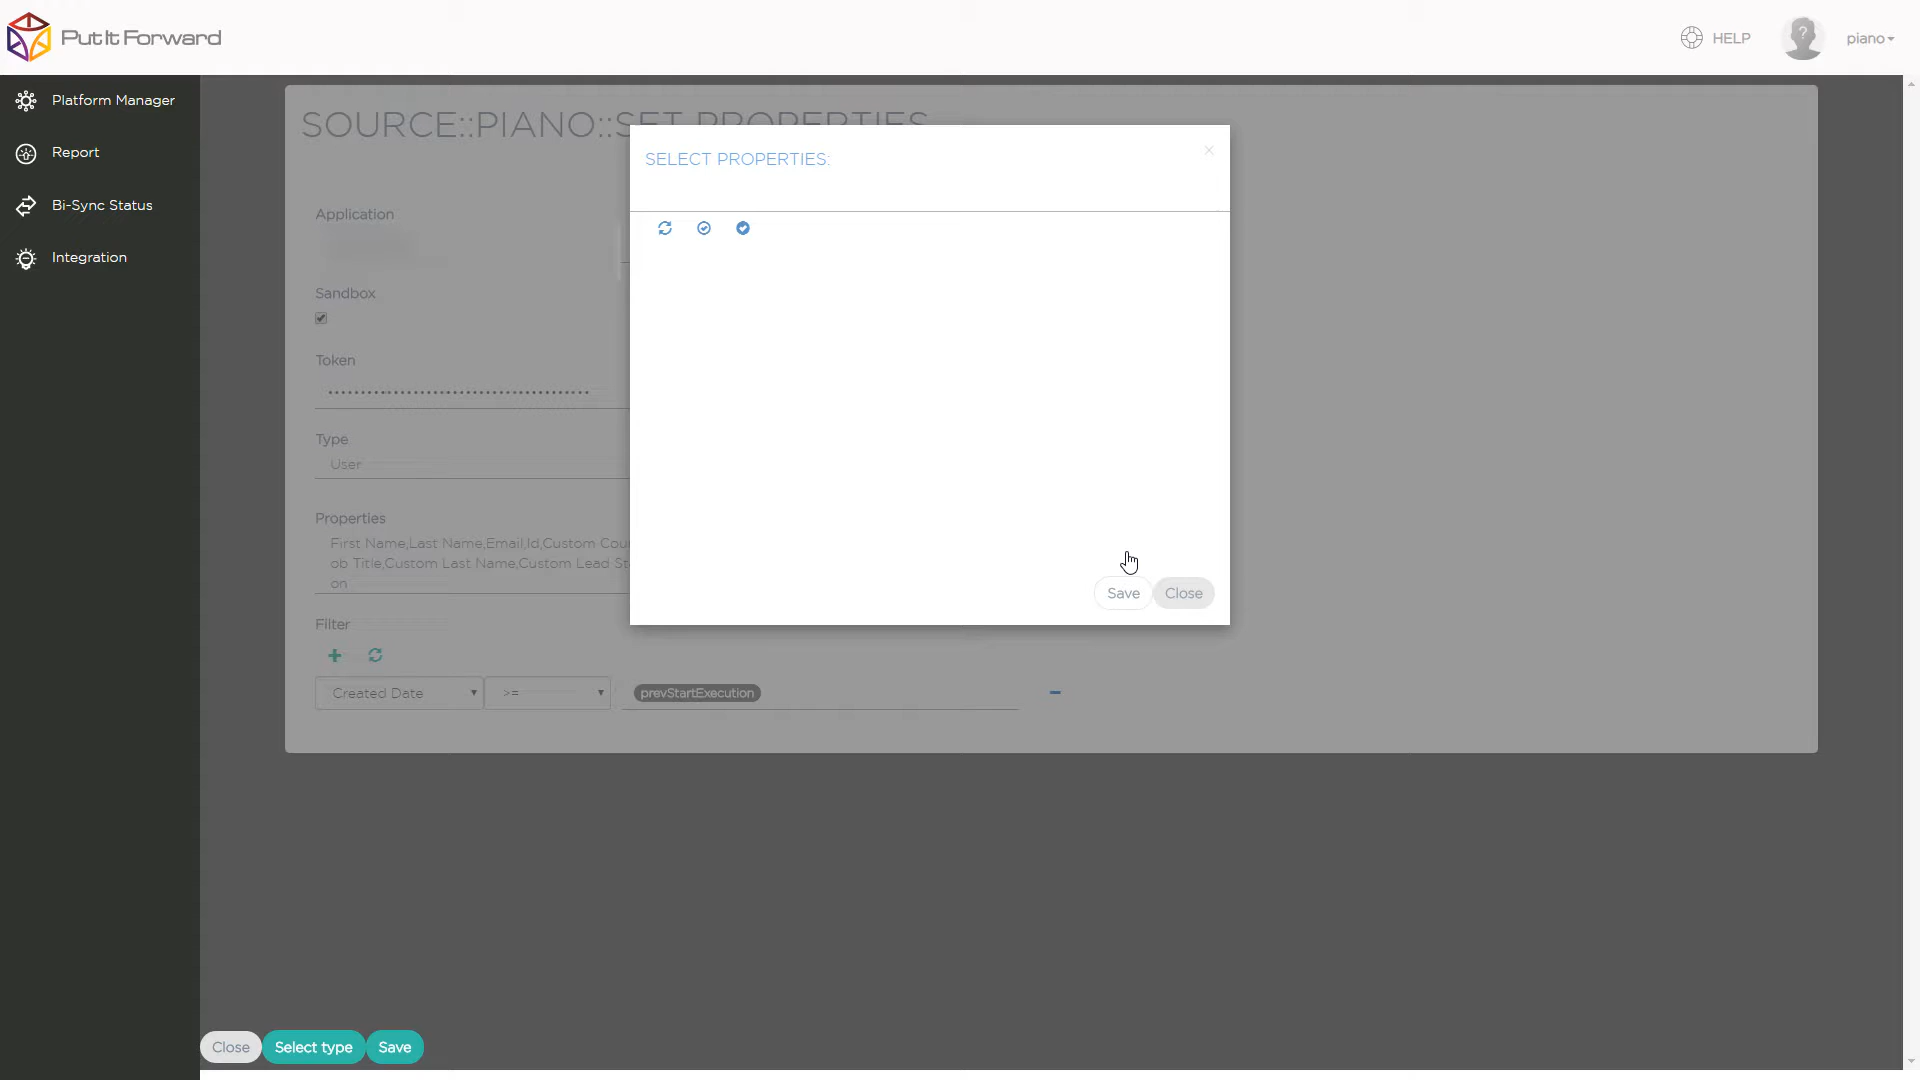 PutItForward
HELP
piano
Platform Manager
Report
Bi-Sync Status
Integration
SOURCE::PIANO::SET PROPERTIES
SELECT PROPERTIES:
×
Application
Sandbox
Token
Type
User
Properties
First Name,Last Name,Email,Id,Custom
ob Title,Custom Last Name,Custom Lead
on
Save
Close
Filter
Created Date
>=
prevStartExecution
Close
Select type
Save